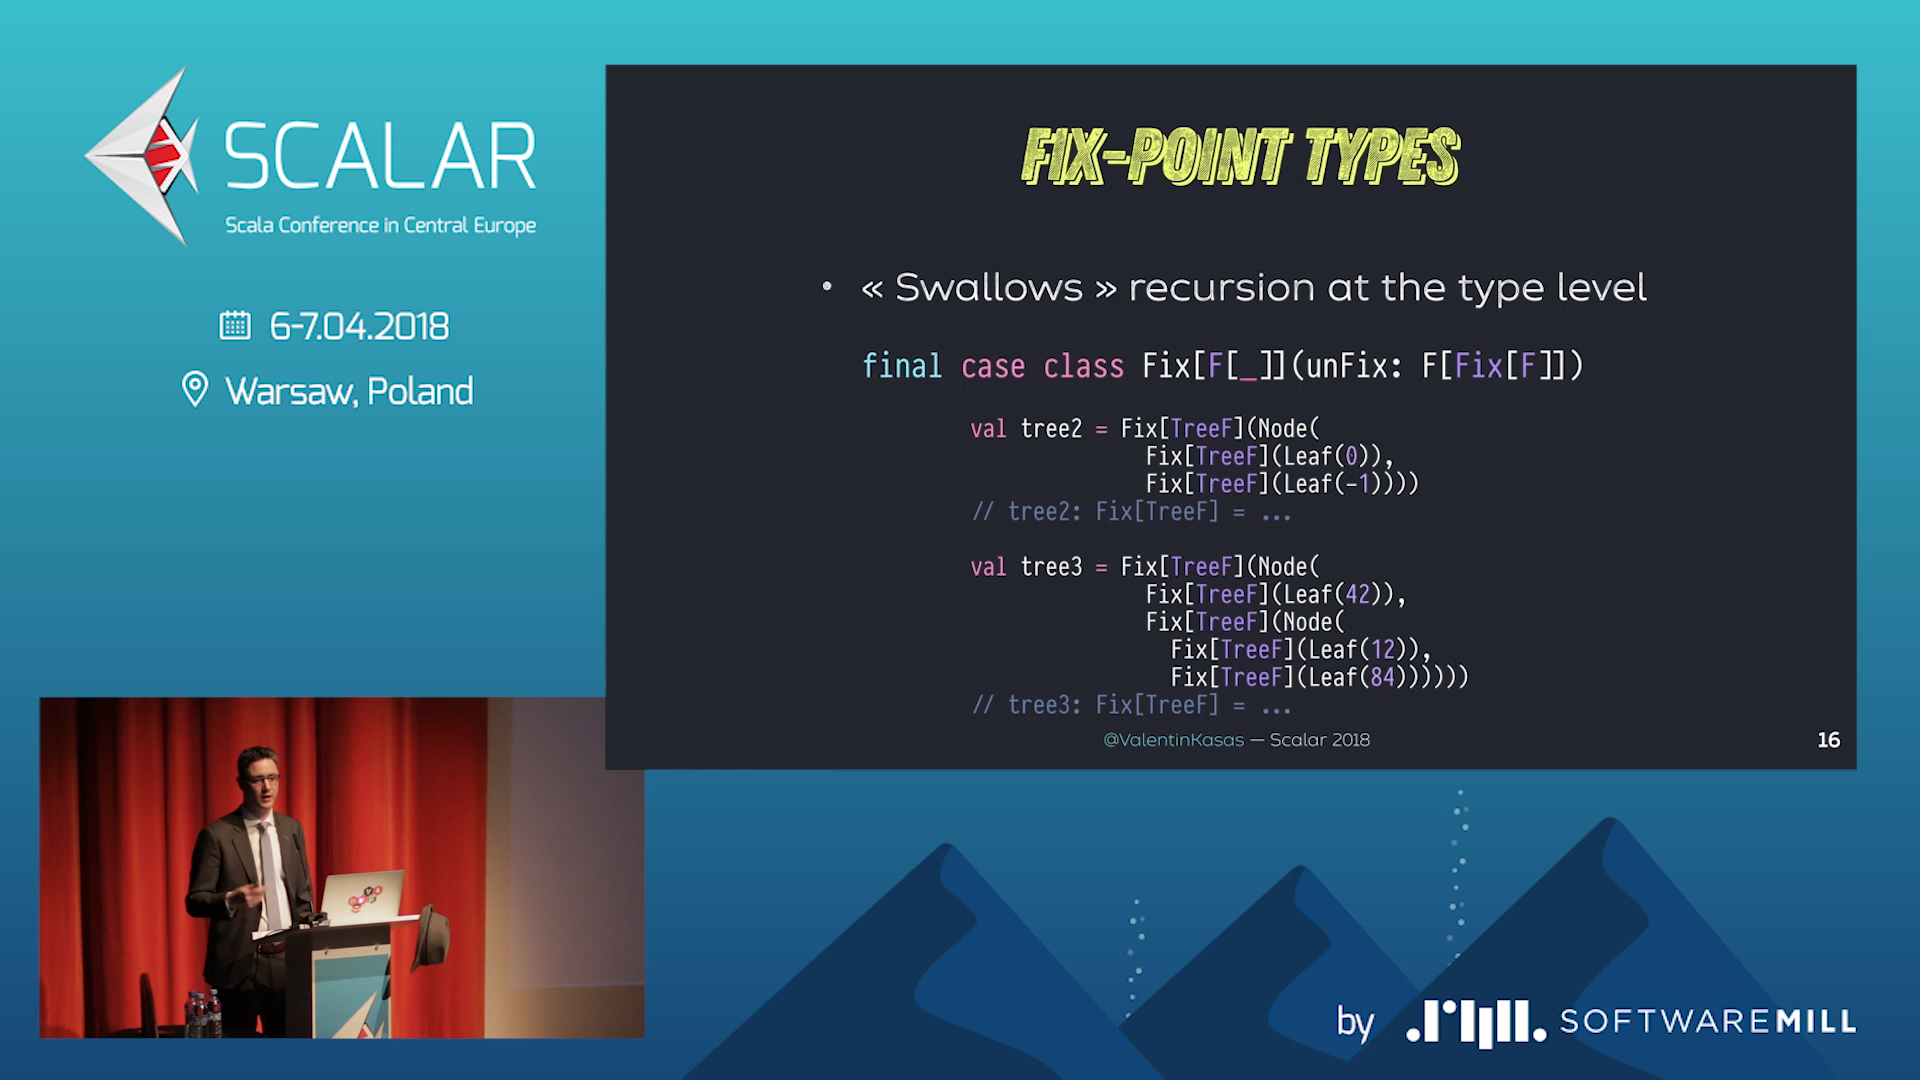 SCALAR
Scala Conference in Central Europe
6-7.04.2018
Warsaw, Poland
FIX-POINT TYPES
• « Swallows » recursion at the type level
final case class Fix[F[_]](unFix: F[Fix[F]])
val tree2 = Fix[TreeF](Node(
Fix[TreeF](Leaf(0)),
Fix[TreeF](Leaf(-1))))
// tree2: Fix[TreeF] = ...
val tree3 = Fix[TreeF](Node(
Fix[TreeF](Leaf(42)),
Fix[TreeF](Node(
Fix[TreeF](Leaf(12)),
Fix[TreeF](Leaf(84))))))
// tree3: Fix[TreeF] = ...
@ValentinKasas — Scalar 2018
16
by SOFTWAREMILL